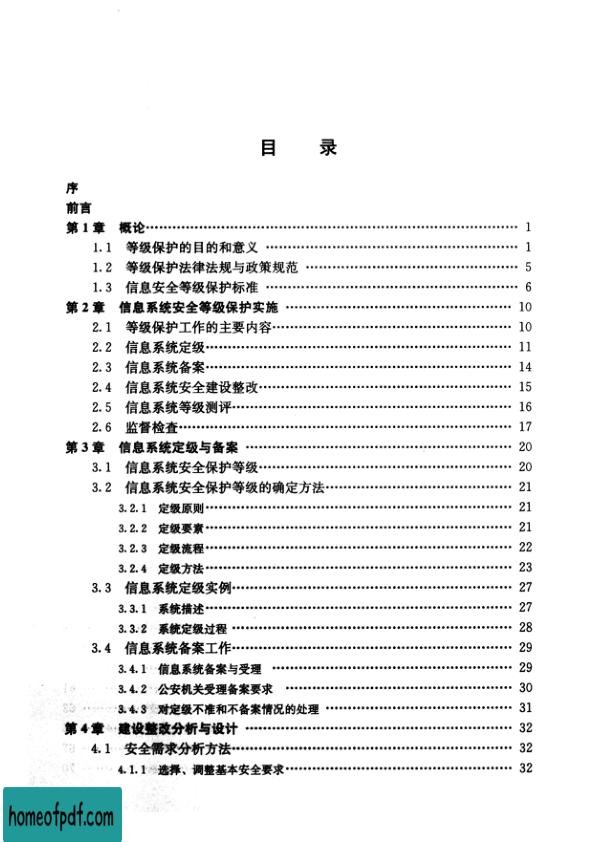 目 录
序
前言
第1章 概论…………1
1.1 等级保护的目的和意义…………1
1.2 等级保护法律法规与政策规范…………5
1.3 信息安全等级保护标准…………6
第2章 信息系统安全等级保护实施…………10
2.1 等级保护工作的主要内容…………10
2.2 信息系统定级…………11
2.3 信息系统备案…………14
2.4 信息系统安全建设整改…………15
2.5 信息系统等级测评…………16
2.6 监督检查…………17
第3章 信息系统定级与备案…………20
3.1 信息系统安全保护等级…………20
3.2 信息系统安全保护等级的确定方法…………21
3.2.1 定级原则…………21
3.2.2 定级要素…………21
3.2.3 定级流程…………22
3.2.4 定级方法…………23
3.3 信息系统定级实例…………27
3.3.1 系统描述…………27
3.3.2 系统定级过程…………28
3.4 信息系统备案工作…………29
3.4.1 信息系统备案与受理…………29
3.4.2 公安机关受理备案要求…………30
3.4.3 对定级不准和不备案情况的处理…………31
第4章 建设整改分析与设计…………32
4.1 安全需求分析方法…………32
4.1.1 选择、调整基本安全要求…………32
homeofpdf.com